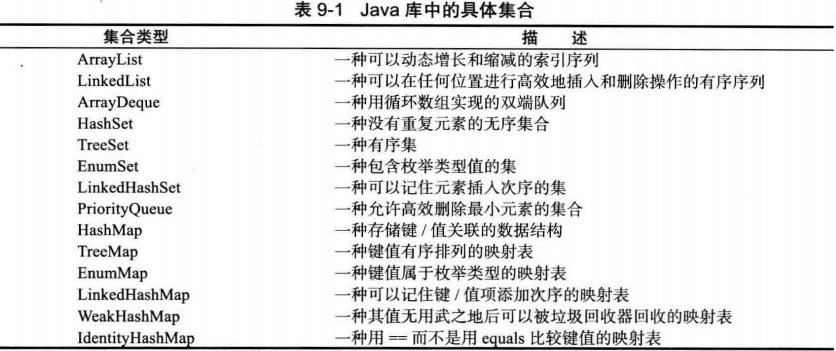 表 9-1 Java 库中的具体集合
集合类型 描述
ArrayList 一种可以动态增长和缩减的索引序列
LinkedList 一种可以在任何位置进行高效地插入和删除操作的有序序列
ArrayDeque 一种用循环数组实现的双端队列
HashSet 一种没有重复元素的无序集合
TreeSet 一种有序集
EnumSet 一种包含枚举类型值的集
LinkedHashSet 一种可以记住元素插入次序的集
PriorityQueue 一种允许高效删除最小元素的集合
HashMap 一种存储键 / 值关联的数据结构
TreeMap 一种键值有序排列的映射表
EnumMap 一种键值属于枚举类型的映射表
LinkedHashMap 一种可以记住键 / 值项添加次序的映射表
WeakHashMap 一种其值无用武之地后可以被垃圾回收器回收的映射表
IdentityHashMap 一种用 == 而不是用 equals 比较键值的映射表